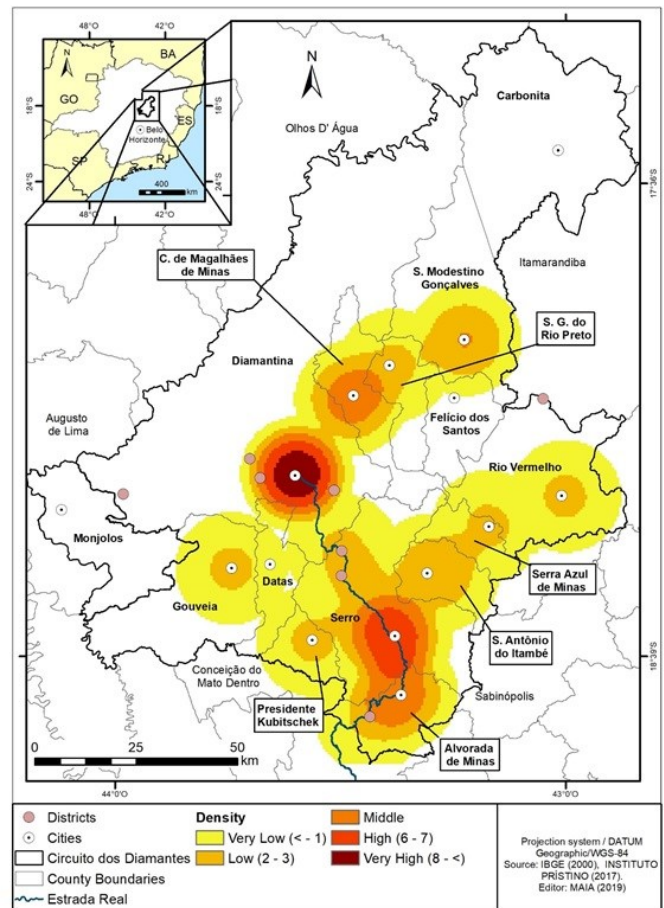 48°O
42°O
N
BA
GO
18°S
18°S
ES
Belo
Horizonte
SP
RJ
24°S
24°S
400
km
48°O
42°O
N
Olhos D' Água
Carbonita
17°36'S
Itamarandiba
C. de Magalhães
de Minas
S. Modestino
Gonçalves
S. G. do
Rio Preto
Diamantina
Felício dos
Santos
Augusto
de Lima
Rio Vermelho
Monjolos
Datas
Gouveia
Serra Azul
de Minas
Serro
S. Antônio
do Itambé
18°39'S
Conceição do
Mato Dentro
Sabinópolis
Presidente
Kubitschek
Alvorada
de Minas
0 25 50
km
44°0'O
43°0'O
Districts
Cities
Circuito dos Diamantes
County Boundaries
Estrada Real
Density
Very Low (< - 1)
Low (2 - 3)
Middle
High (6 - 7)
Very High (8 - <)
Projection system / DATUM
Geographic/WGS-84
Source: IBGE (2000), INSTITUTO
PRÍSTINO (2017).
Editor: MAIA (2019)